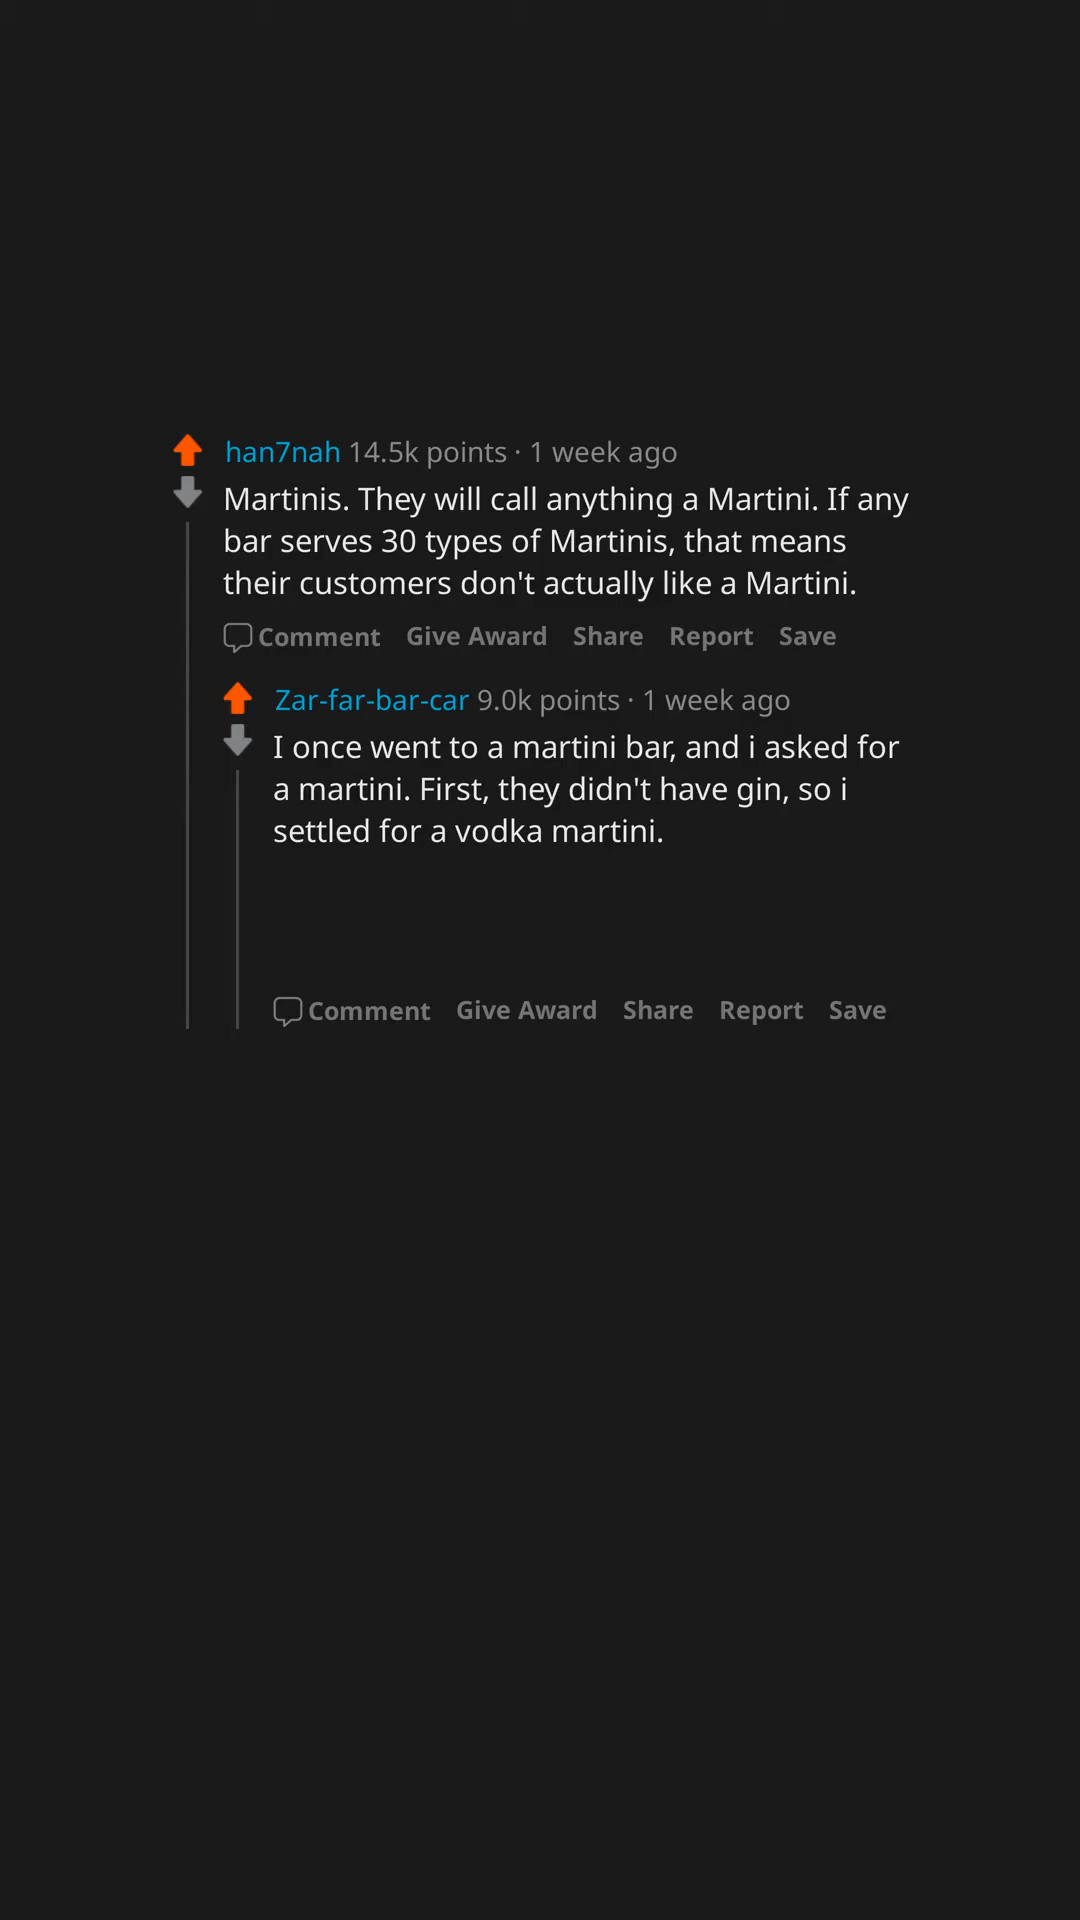 han7nah 14.5k points · 1 week ago
Martinis. They will call anything a Martini. If any
bar serves 30 types of Martinis, that means
their customers don't actually like a Martini.
Comment Give Award Share Report Save
Zar-far-bar-car 9.0k points · 1 week ago
I once went to a martini bar, and i asked for
a martini. First, they didn't have gin, so i
settled for a vodka martini.
Comment Give Award Share Report Save